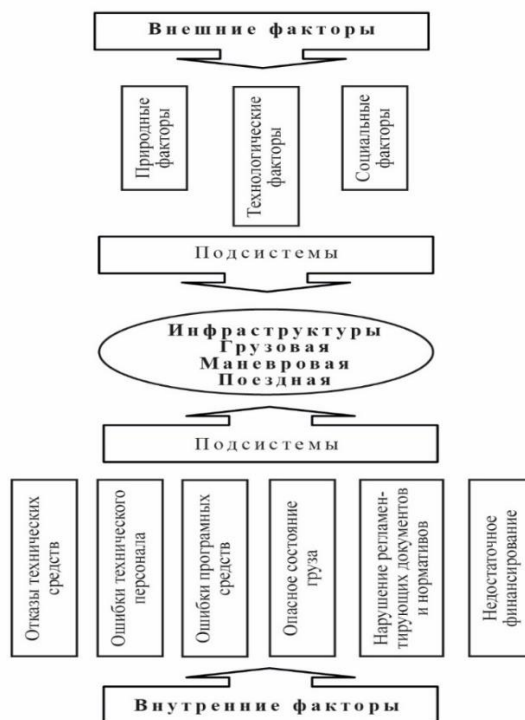 Внешние факторы
Природные
факторы
Технологические
факторы
Социальные
факторы
Подсистемы
Инфраструктуры
Грузовая
Маневровая
Поездная
Подсистемы
Отказы технических
средств
Ошибки технического
персонала
Ошибки програмных
средств
Опасное состояние
груза
Нарушение регламен-
тирующих документов
и нормативов
Недостаточное
финансирование
Внутренние факторы